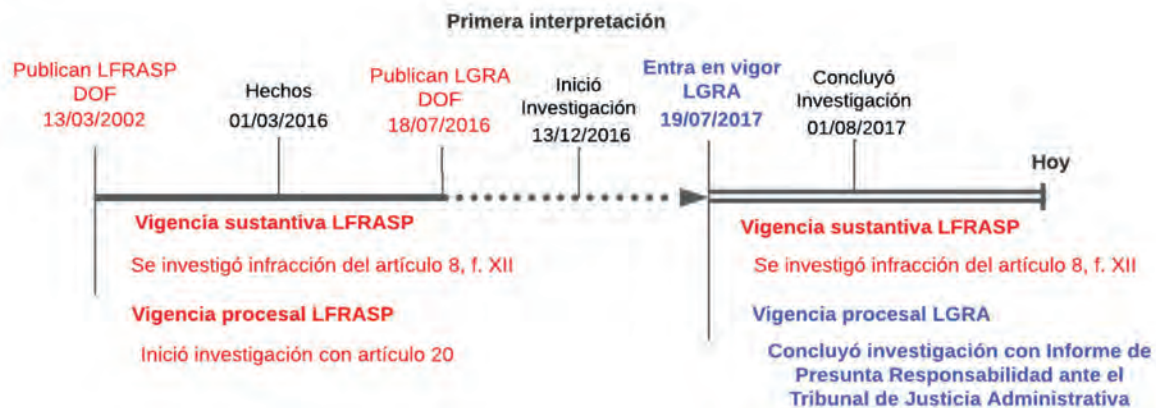 Primera interpretación
Publican LFRASP
DOF
13/03/2002
Hechos
01/03/2016
Publican LGRA
DOF
18/07/2016
Inició
Investigación
13/12/2016
Entra en vigor
LGRA
19/07/2017
Concluyó
Investigación
01/08/2017
Hoy
Vigencia sustantiva LFRASP
Se investigó infracción del artículo 8, f. XII
Vigencia procesal LFRASP
Inició investigación con artículo 20
Vigencia sustantiva LFRASP
Se investigó infracción del artículo 8, f. XII
Vigencia procesal LGRA
Concluyó investigación con Informe de
Presunta Responsabilidad ante el
Tribunal de Justicia Administrativa